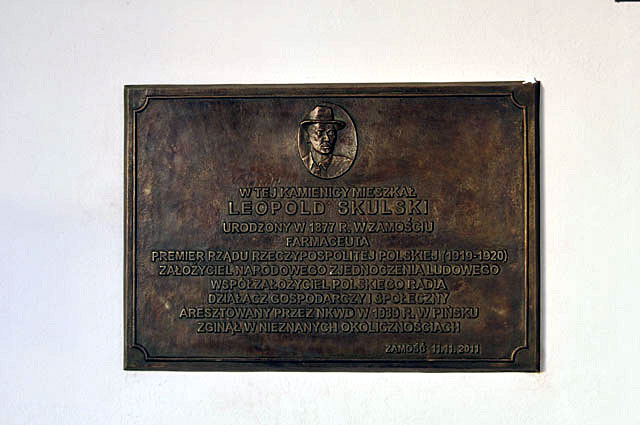 W TEJ KAMIENICY MIESZKAŁ
LEOPOLD SKULSKI
URODZONY W 1877 R. W ZAMOŚCIU
FARMACEUTA
PREMIER RZĄDU RZECZYPOSPOLITEJ POLSKIEJ (1919-1920)
ZAŁOŻYCIEL NARODOWEGO ZJEDNOCZENIA LUDOWEGO
WSPÓŁZAŁOŻYCIEL POLSKIEGO RADIA
DZIAŁACZ GOSPODARCZY I SPOŁECZNY
ARESZTOWANY PRZEZ NKWD W 1939 R. W PIŃSKU
ZGINĄŁ W NIEZNANYCH OKOLICZNOŚCIACH
ZAMOŚĆ 11.11.2011